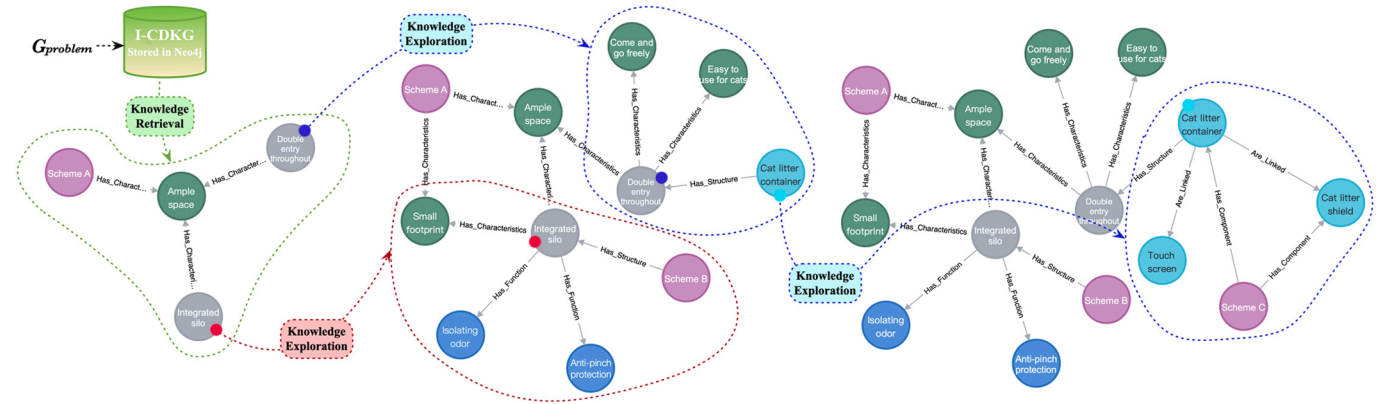 G_problem
I-CDKG
Stored in Neo4j
Knowledge
Retrieval
Scheme A
Has_Charact...
Ample
space
Has_Character...
Double
entry
throughout
Has_Characteri...
Integrated
silo
Knowledge
Exploration
Knowledge
Exploration
Scheme A
Has_Charact...
Has_Characteristics
Ample
space
Has_Characteristics
Come and
go freely
Easy to
use for cats
Has_Characteristics
Has_Characteristics
Double
entry
throughout
Has_Structure
Cat litter
container
Has_Characteri...
Small
footprint
Has_Characteristics
Integrated
silo
Has_Structure
Scheme B
Has_Function
Has_Function
Isolating
odor
Anti-pinch
protection
Knowledge
Exploration
Scheme A
Has_Charact...
Has_Characteristics
Ample
space
Has_Characteristics
Come and
go freely
Easy to
use for cats
Has_Characteristics
Has_Characteristics
Double
entry
throughout
Has_Structure
Cat litter
container
Are_Linked
Are_Linked
Has_Component
Cat litter
shield
Touch
screen
Has_Component
Scheme C
Has_Characteri...
Small
footprint
Has_Characteristics
Integrated
silo
Has_Structure
Scheme B
Has_Function
Has_Function
Isolating
odor
Anti-pinch
protection